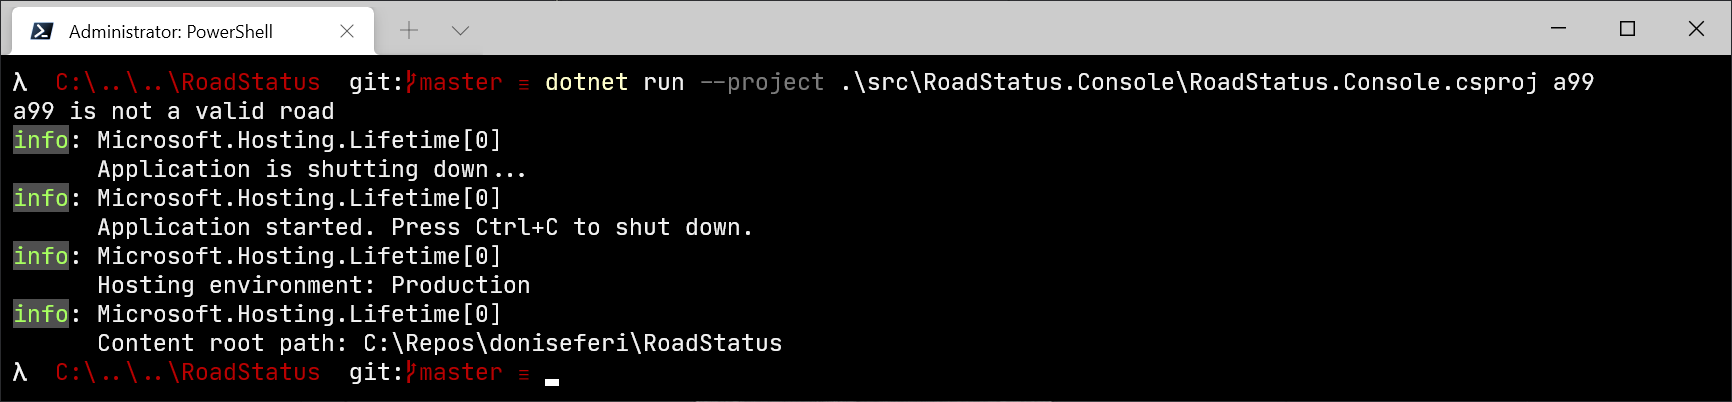 Administrator: PowerShell
λ  C:\..\..\RoadStatus  git:master ≡ dotnet run --project .\src\RoadStatus.Console\RoadStatus.Console.csproj a99
a99 is not a valid road
info: Microsoft.Hosting.Lifetime[0]
      Application is shutting down...
info: Microsoft.Hosting.Lifetime[0]
      Application started. Press Ctrl+C to shut down.
info: Microsoft.Hosting.Lifetime[0]
      Hosting environment: Production
info: Microsoft.Hosting.Lifetime[0]
      Content root path: C:\Repos\doniseferi\RoadStatus
λ  C:\..\..\RoadStatus  git:master ≡